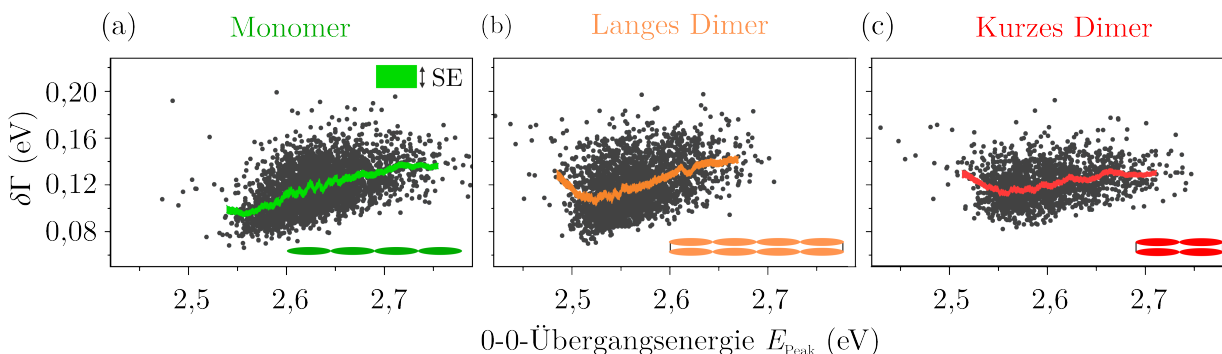 (a) Monomer (b) Langes Dimer (c) Kurzes Dimer
SE
0,20
0,16
0,12
0,08
δΓ (eV)
2,5 2,6 2,7 2,5 2,6 2,7 2,5 2,6 2,7
0-0-Übergangsenergie E_Peak (eV)